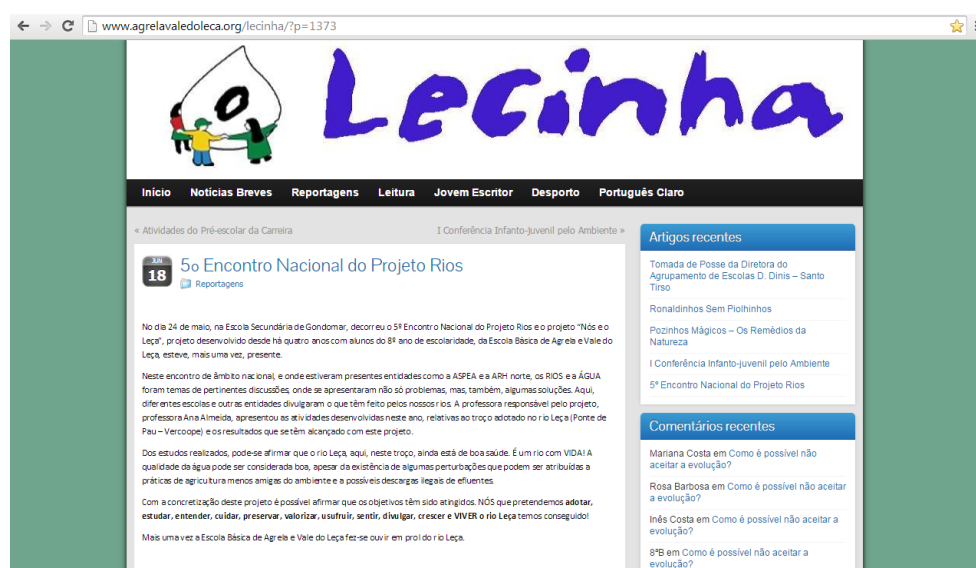 www.agrelavaledoleca.org/lecinha/?p=1373
o Lecinha
Início Notícias Breves Reportagens Leitura Jovem Escritor Desporto Português Claro
« Atividades do Pré-escolar da Carreira
I Conferência Infanto-juvenil pelo Ambiente »
JUN
18
5o Encontro Nacional do Projeto Rios
Reportagens
No dia 24 de maio, na Escola Secundária de Gondomar, decorreu o 5º Encontro Nacional do Projeto Rios e o projeto "Nós e o
Leça", projeto desenvolvido desde há quatro anos com alunos do 8º ano de escolaridade, da Escola Básica de Agrela e Vale do
Leça, esteve, mais uma vez, presente.
Neste encontro de âmbito nacional, e onde estiveram presentes entidades como a ASPEA e a ARH norte, os RIOS e a ÁGUA
foram temas de pertinentes discussões, onde se apresentaram não só problemas, mas, também, algumas soluções. Aqui,
diferentes escolas e outras entidades divulgaram o que têm feito pelos nossos rios. A professora responsável pelo projeto,
professora Ana Almeida, apresentou as atividades desenvolvidas neste ano, relativas ao troço adotado no rio Leça (Ponte de
Pau – Vercoope) e os resultados que se têm alcançado com este projeto.
Dos estudos realizados, pode-se afirmar que o rio Leça, aqui, neste troço, ainda está de boa saúde. É um rio com VIDA! A
qualidade da água pode ser considerada boa, apesar da existência de algumas perturbações que podem ser atribuídas a
práticas de agricultura menos amigas do ambiente e a possíveis descargas ilegais de efluentes.
Com a concretização deste projeto é possível afirmar que os objetivos têm sido atingidos. NÓS que pretendemos adotar,
estudar, entender, cuidar, preservar, valorizar, usufruir, sentir, divulgar, crescer e VIVER o rio Leça temos conseguido!
Mais uma vez a Escola Básica de Agrela e Vale do Leça fez-se ouvir em prol do rio Leça.
Artigos recentes
Tomada de Posse da Diretora do
Agrupamento de Escolas D. Dinis – Santo
Tirso
Ronaldinhos Sem Piolhinhos
Pozinhos Mágicos – Os Remédios da
Natureza
I Conferência Infanto-juvenil pelo Ambiente
5º Encontro Nacional do Projeto Rios
Comentários recentes
Mariana Costa em Como é possível não
aceitar a evolução?
Rosa Barbosa em Como é possível não aceitar
a evolução?
Inês Costa em Como é possível não aceitar a
evolução?
8ªB em Como é possível não aceitar a
evolução?